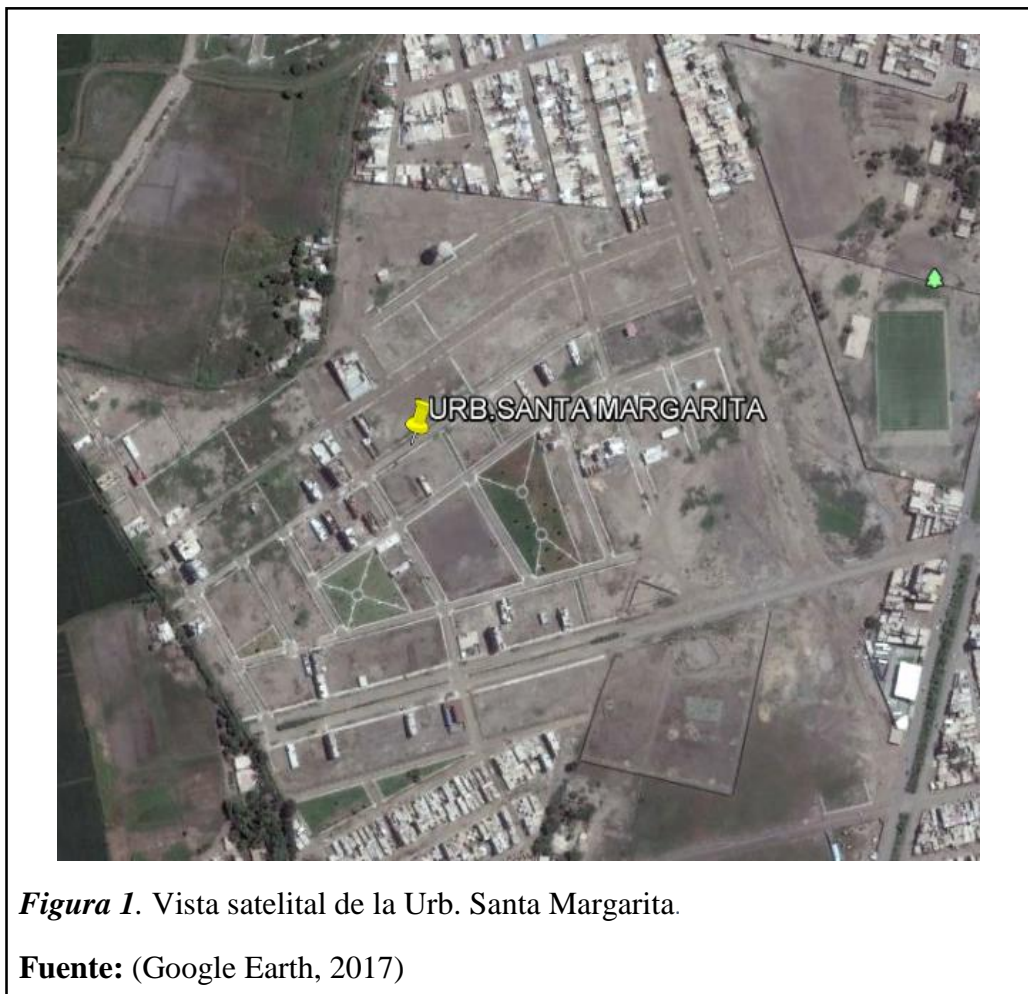 URB.SANTA MARGARITA
Figura 1. Vista satelital de la Urb. Santa Margarita.
Fuente: (Google Earth, 2017)